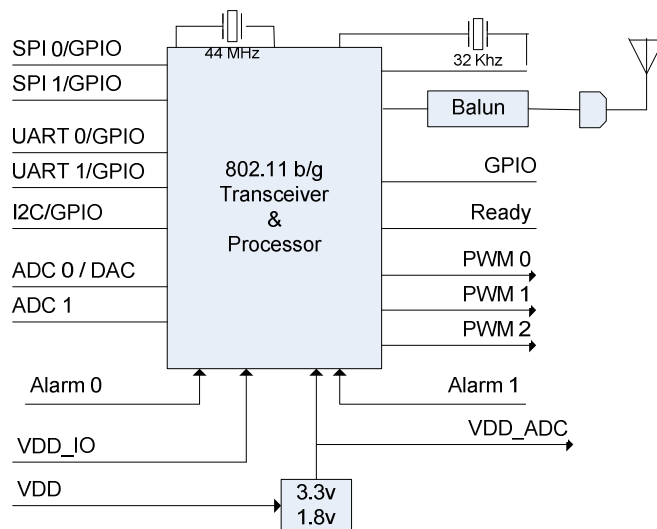 SPI 0/GPIO
SPI 1/GPIO
UART 0/GPIO
UART 1/GPIO
I2C/GPIO
ADC 0 / DAC
ADC 1
44 MHz
32 Khz
Balun
802.11 b/g
Transceiver
&
Processor
GPIO
Ready
PWM 0
PWM 1
PWM 2
Alarm 0
Alarm 1
VDD_IO
VDD_ADC
VDD
3.3v
1.8v